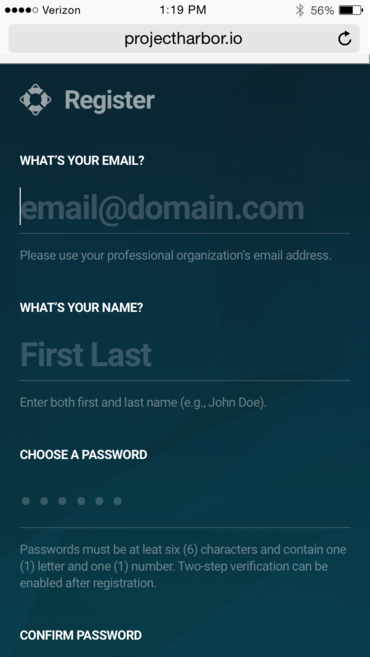 Verizon 1:19 PM 56%
projectharbor.io
Register
WHAT'S YOUR EMAIL?
email@domain.com
Please use your professional organization's email address.
WHAT'S YOUR NAME?
First Last
Enter both first and last name (e.g., John Doe).
CHOOSE A PASSWORD
Passwords must be at leat six (6) characters and contain one
(1) letter and one (1) number. Two-step verification can be
enabled after registration.
CONFIRM PASSWORD